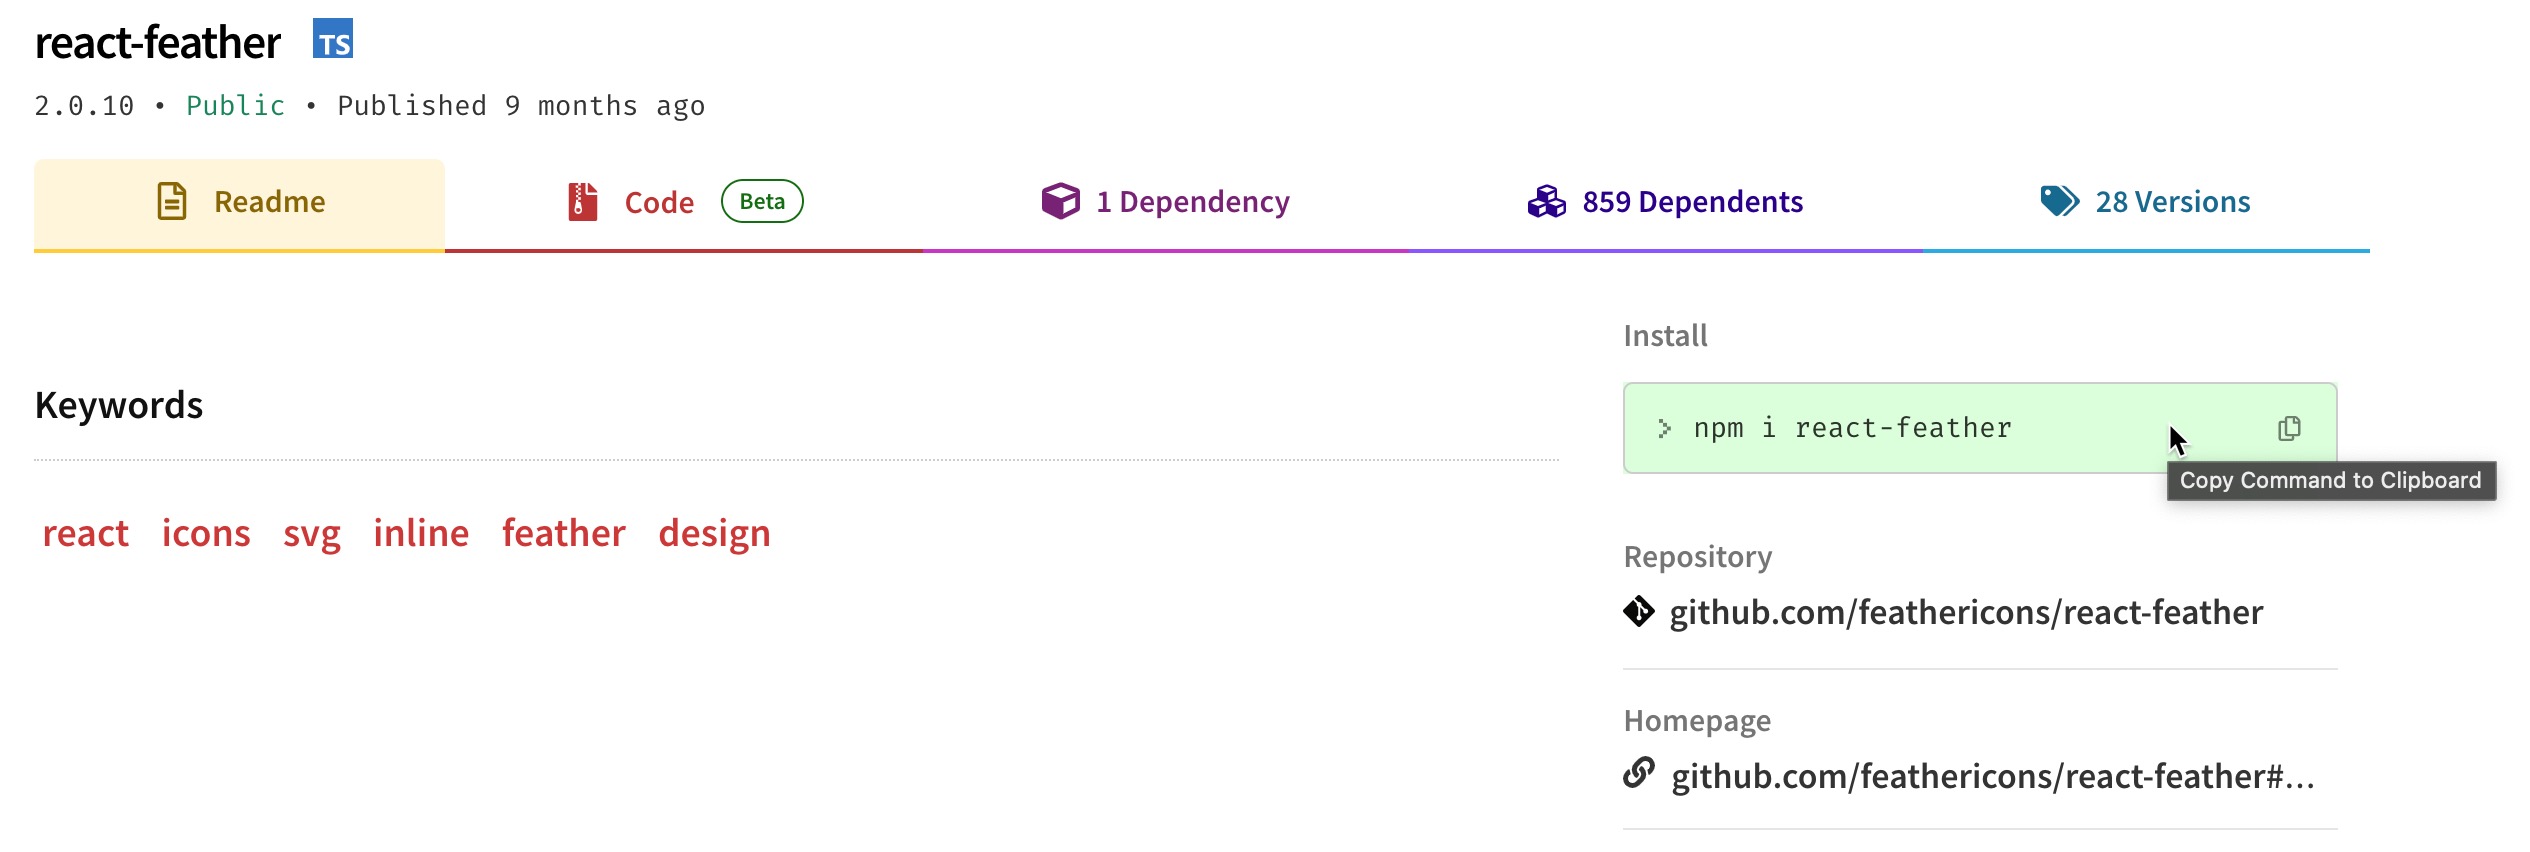 react-feather TS
2.0.10 • Public • Published 9 months ago
Readme
Code Beta
1 Dependency
859 Dependents
28 Versions
Keywords
react icons svg inline feather design
Install
> npm i react-feather
Copy Command to Clipboard
Repository
github.com/feathericons/react-feather
Homepage
github.com/feathericons/react-feather#...